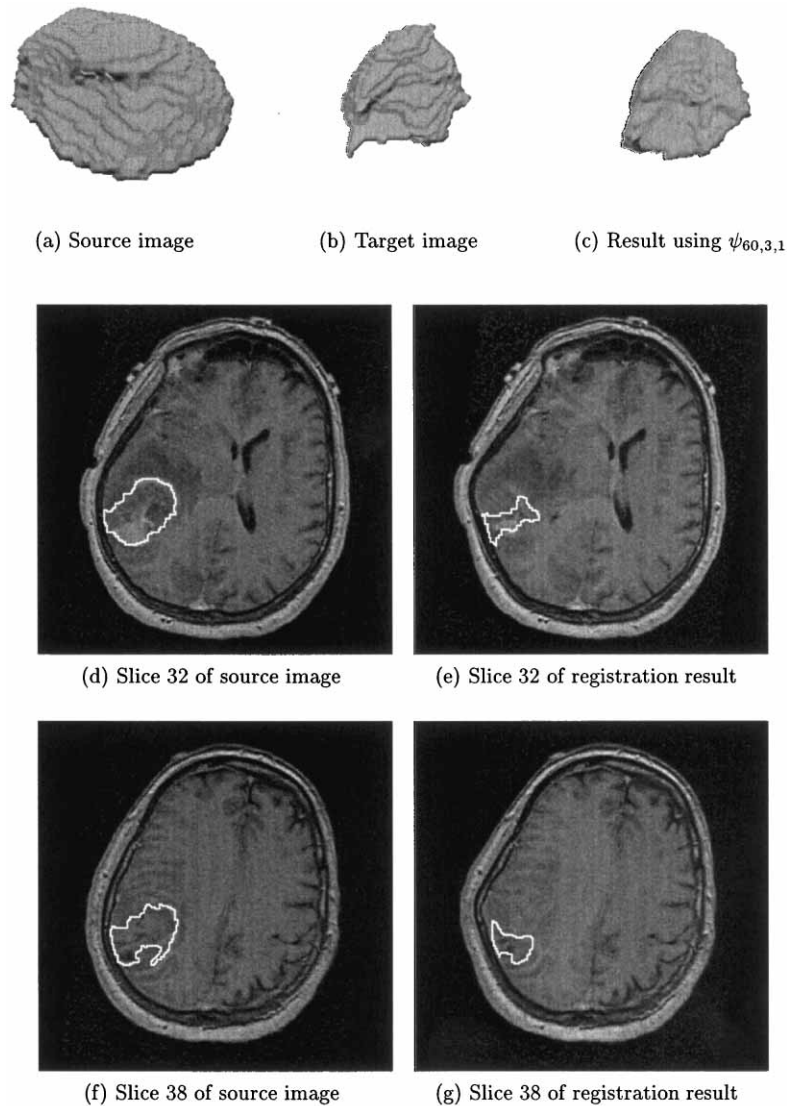 (a) Source image
(b) Target image
(c) Result using ψ60,3,1
(d) Slice 32 of source image
(e) Slice 32 of registration result
(f) Slice 38 of source image
(g) Slice 38 of registration result